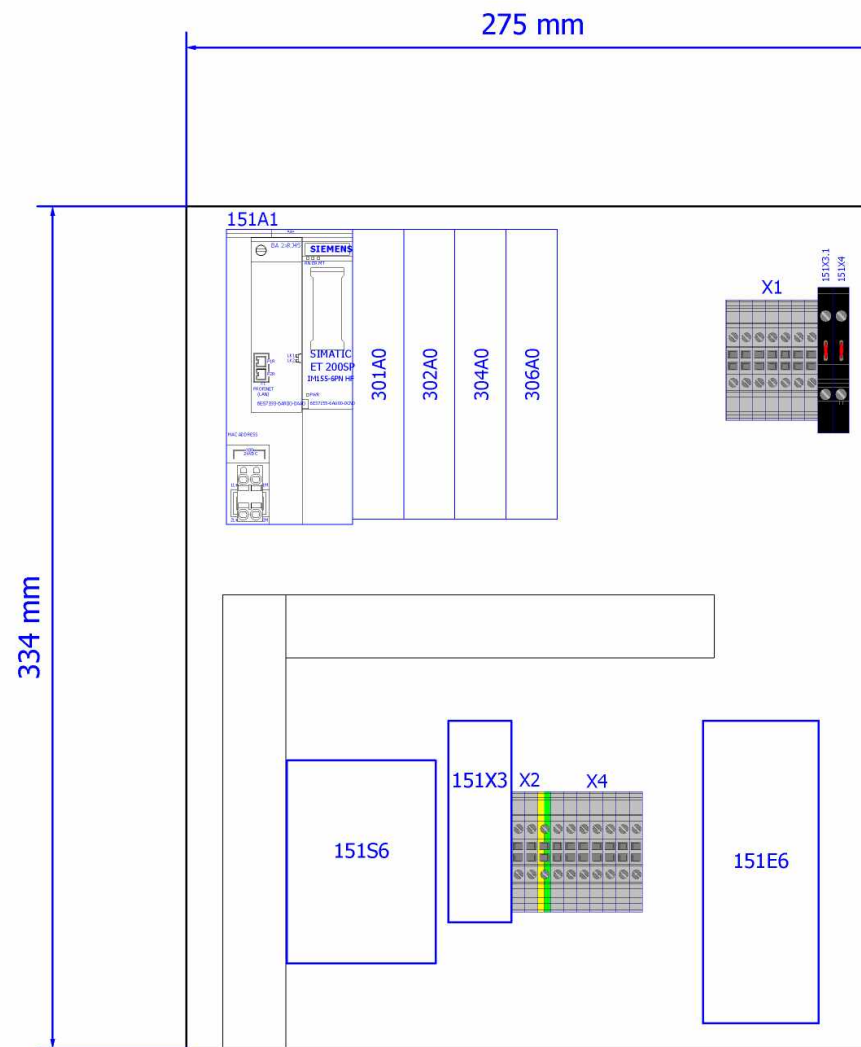 275 mm
334 mm
151A1
SIEMENS
SIMATIC
ET 200SP
IM155-6PN HF
PROFINET
(LAN)
MAC ADDRESS
301A0
302A0
304A0
306A0
X1
151X3.1
151X4
151S6
151X3
X2
X4
151E6